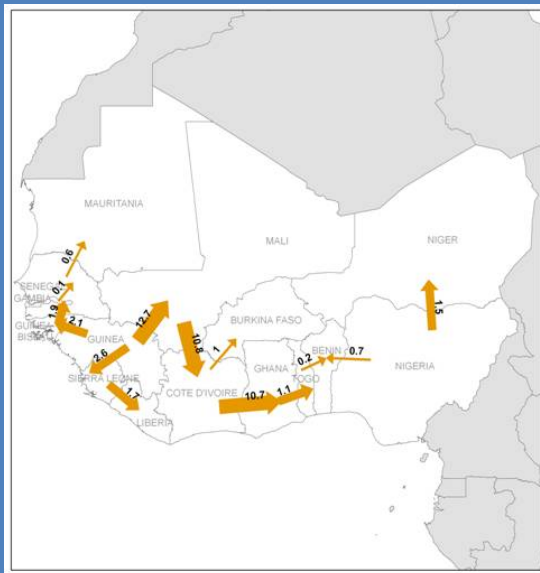 MAURITANIA
MALI
NIGER
0.6
0.1
SENEG
GAMBIA
1.9
GUINEA
BISS
2.1
GUINEA
12.7
10.8
1
BURKINA FASO
1.5
2.6
SIERRA LEONE
1.7
LIBERIA
COTE D'IVOIRE
GHANA
0.2
BENIN
0.7
TOGO
NIGERIA
10.7
1.1